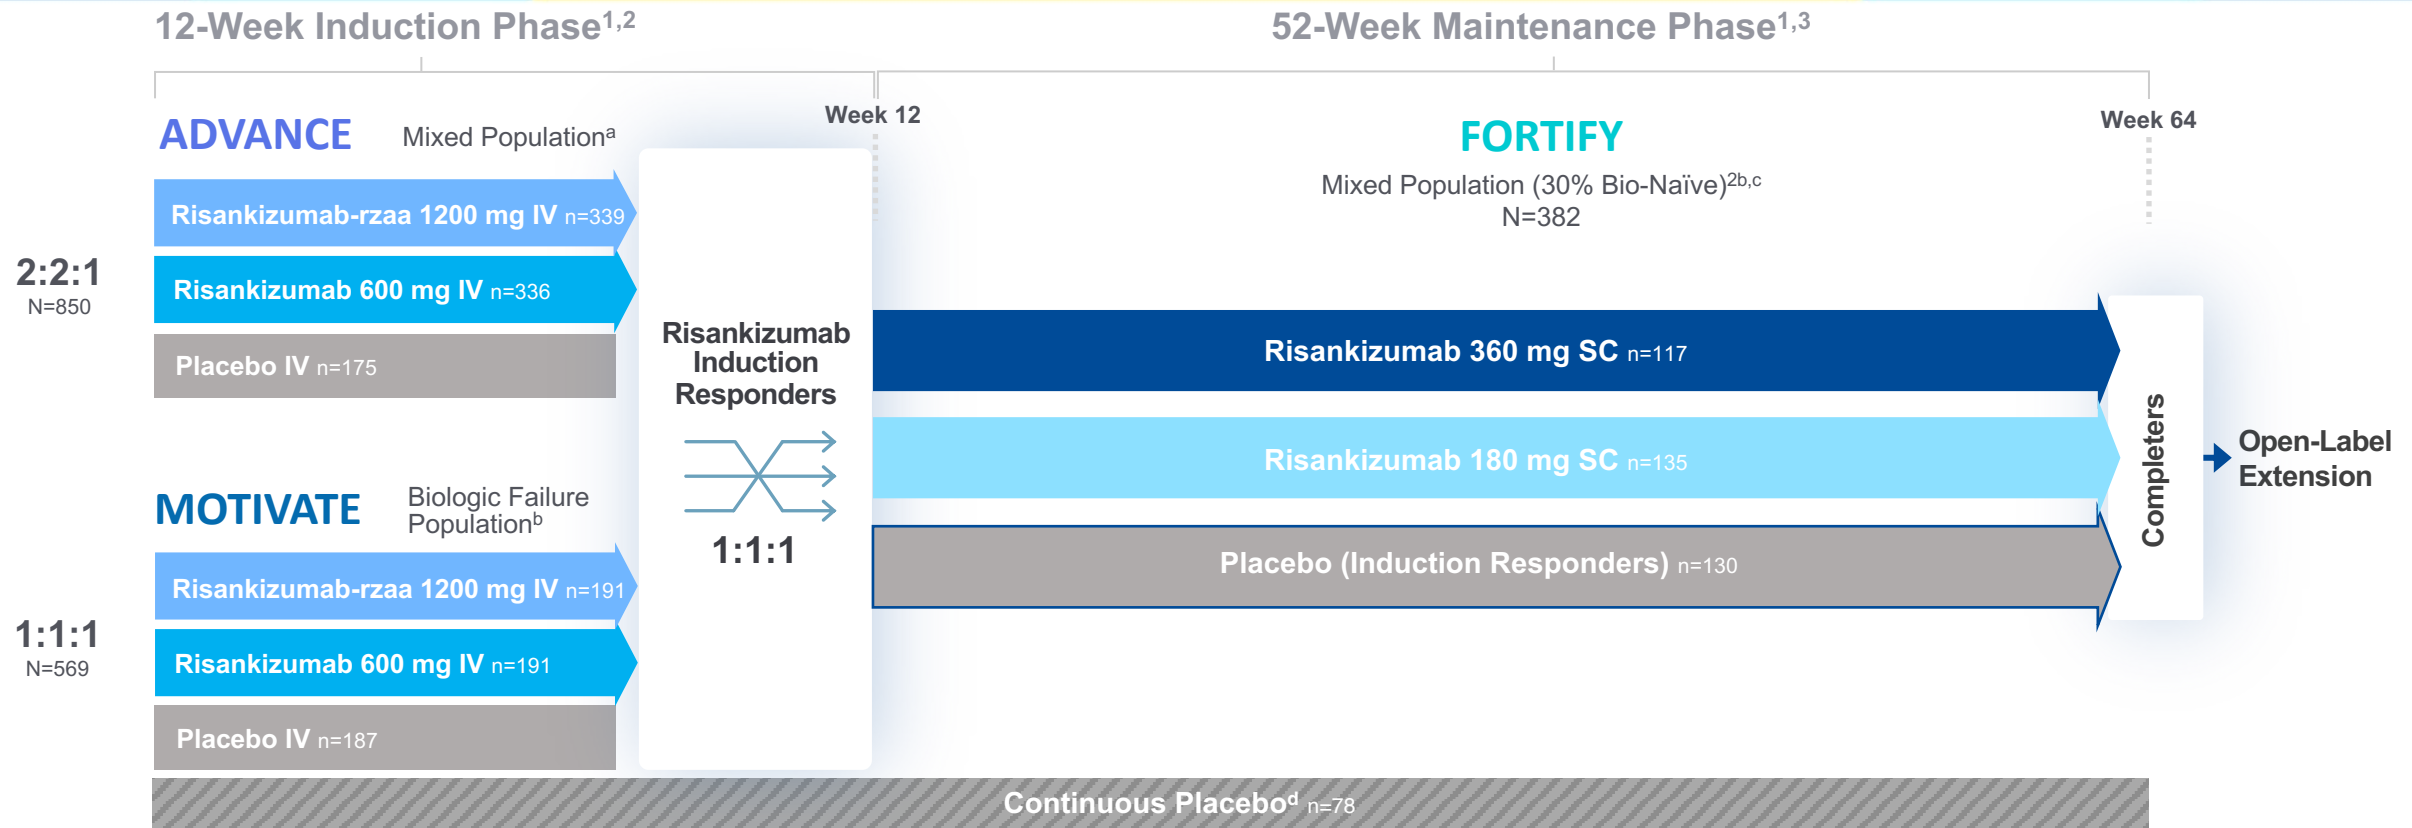 12-Week Induction Phase1,2
52-Week Maintenance Phase1,3
Week 12
Week 64
ADVANCE
Mixed Populationa
2:2:1
N=850
Risankizumab-rzaa 1200 mg IV n=339
Risankizumab 600 mg IV n=336
Placebo IV n=175
MOTIVATE
Biologic Failure
Populationb
1:1:1
N=569
Risankizumab-rzaa 1200 mg IV n=191
Risankizumab 600 mg IV n=191
Placebo IV n=187
Risankizumab
Induction
Responders
1:1:1
FORTIFY
Mixed Population (30% Bio-Naïve)2b,c
N=382
Risankizumab 360 mg SC n=117
Risankizumab 180 mg SC n=135
Placebo (Induction Responders) n=130
Completers
Open-Label
Extension
Continuous Placebod n=78